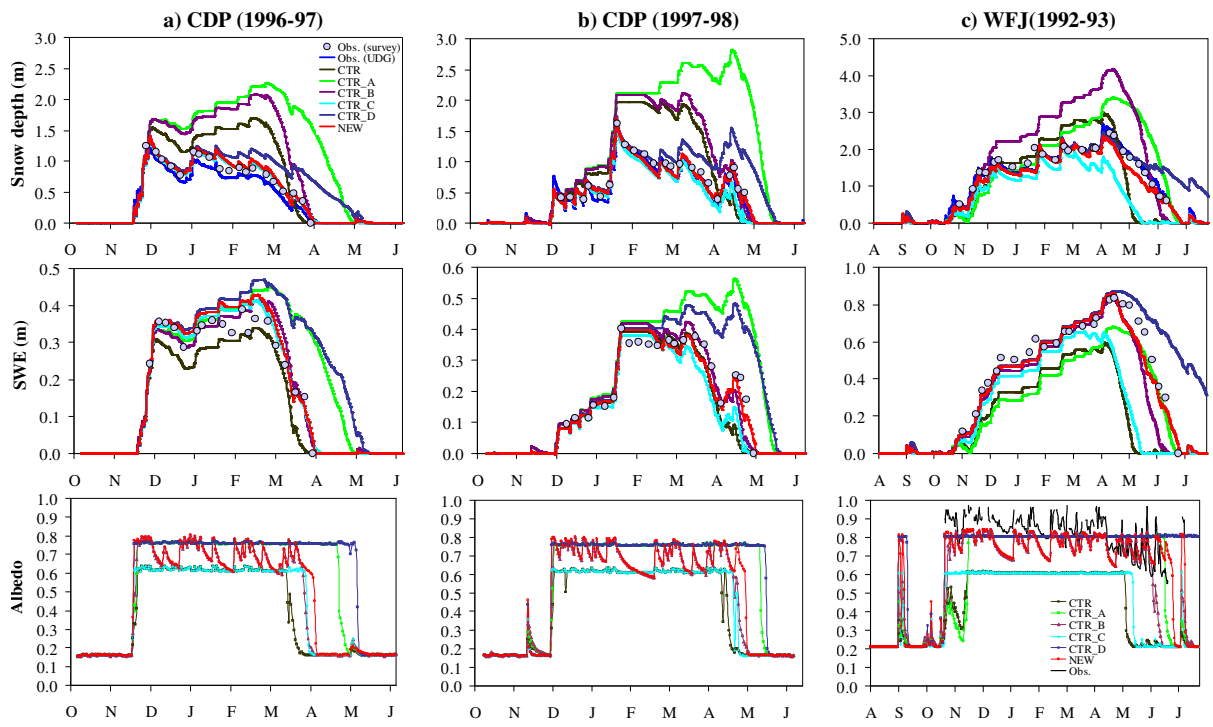 a) CDP (1996-97)
b) CDP (1997-98)
c) WFJ(1992-93)
Snow depth (m)
3.0
2.5
2.0
1.5
1.0
0.5
0.0
O N D J F M A M J
Obs. (survey)
Obs. (UDG)
CTR
CTR_A
CTR_B
CTR_C
CTR_D
NEW
3.0
2.5
2.0
1.5
1.0
0.5
0.0
O N D J F M A M J
5.0
4.0
3.0
2.0
1.0
0.0
A S O N D J F M A M J J
SWE (m)
0.5
0.4
0.3
0.2
0.1
0.0
O N D J F M A M J
0.6
0.5
0.4
0.3
0.2
0.1
0.0
O N D J F M A M J
1.0
0.8
0.6
0.4
0.2
0.0
A S O N D J F M A M J J
Albedo
1.0
0.9
0.8
0.7
0.6
0.5
0.4
0.3
0.2
0.1
0.0
O N D J F M A M J
1.0
0.9
0.8
0.7
0.6
0.5
0.4
0.3
0.2
0.1
0.0
O N D J F M A M J
1.0
0.9
0.8
0.7
0.6
0.5
0.4
0.3
0.2
0.1
0.0
A S O N D J F M A M J J
CTR
CTR_A
CTR_B
CTR_C
CTR_D
NEW
Obs.